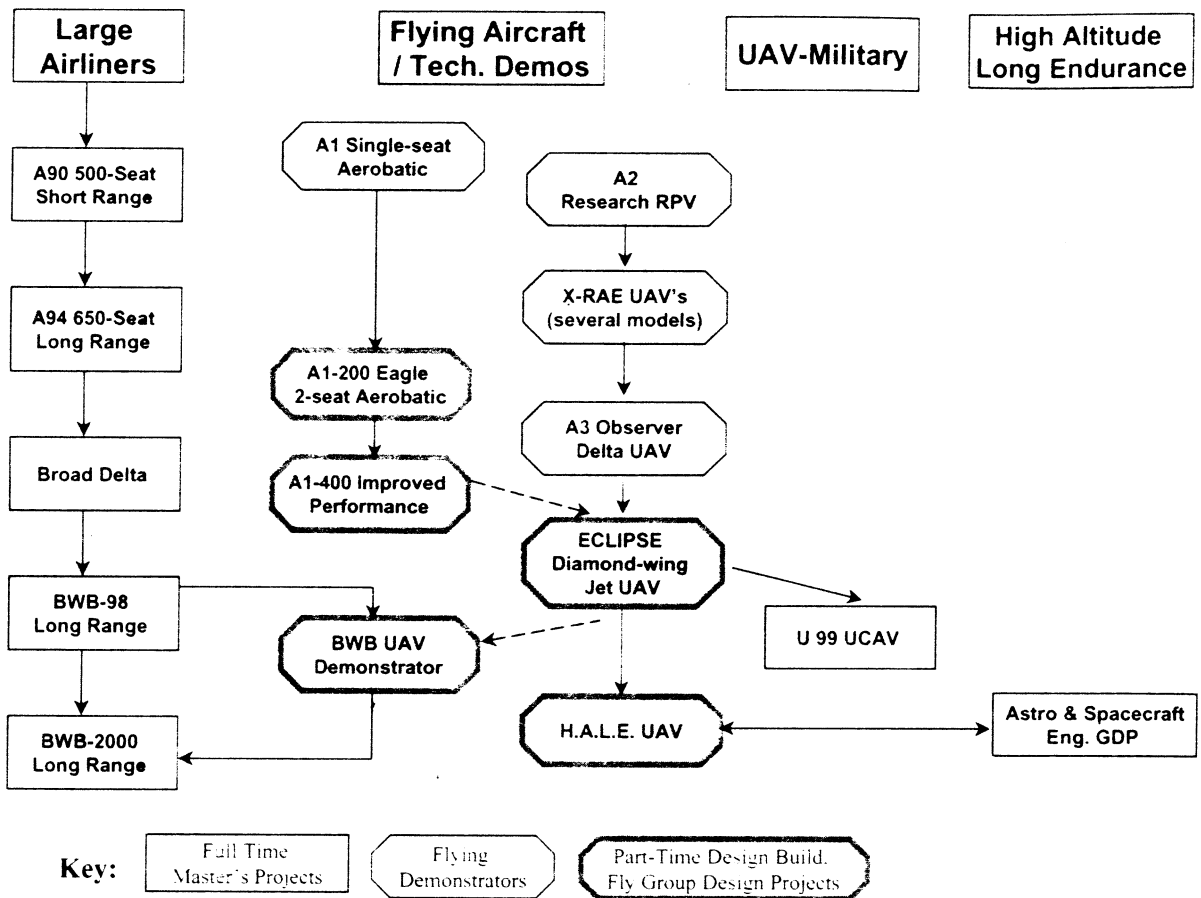 Large
Airliners
Flying Aircraft
/ Tech. Demos
UAV-Military
High Altitude
Long Endurance
A90 500-Seat
Short Range
A94 650-Seat
Long Range
Broad Delta
BWB-98
Long Range
BWB-2000
Long Range
A1 Single-seat
Aerobatic
A1-200 Eagle
2-seat Aerobatic
A1-400 Improved
Performance
BWB UAV
Demonstrator
A2
Research RPV
X-RAE UAV's
(several models)
A3 Observer
Delta UAV
ECLIPSE
Diamond-wing
Jet UAV
H.A.L.E. UAV
U 99 UCAV
Astro & Spacecraft
Eng. GDP
Key:
Full Time
Master's Projects
Flying
Demonstrators
Part-Time Design Build.
Fly Group Design Projects